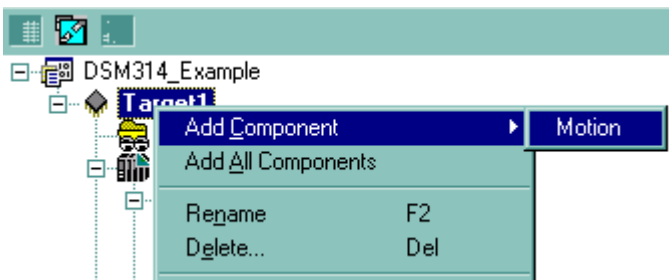 DSM314_Example
Target1
Add Component Motion
Add All Components
Rename F2
Delete... Del